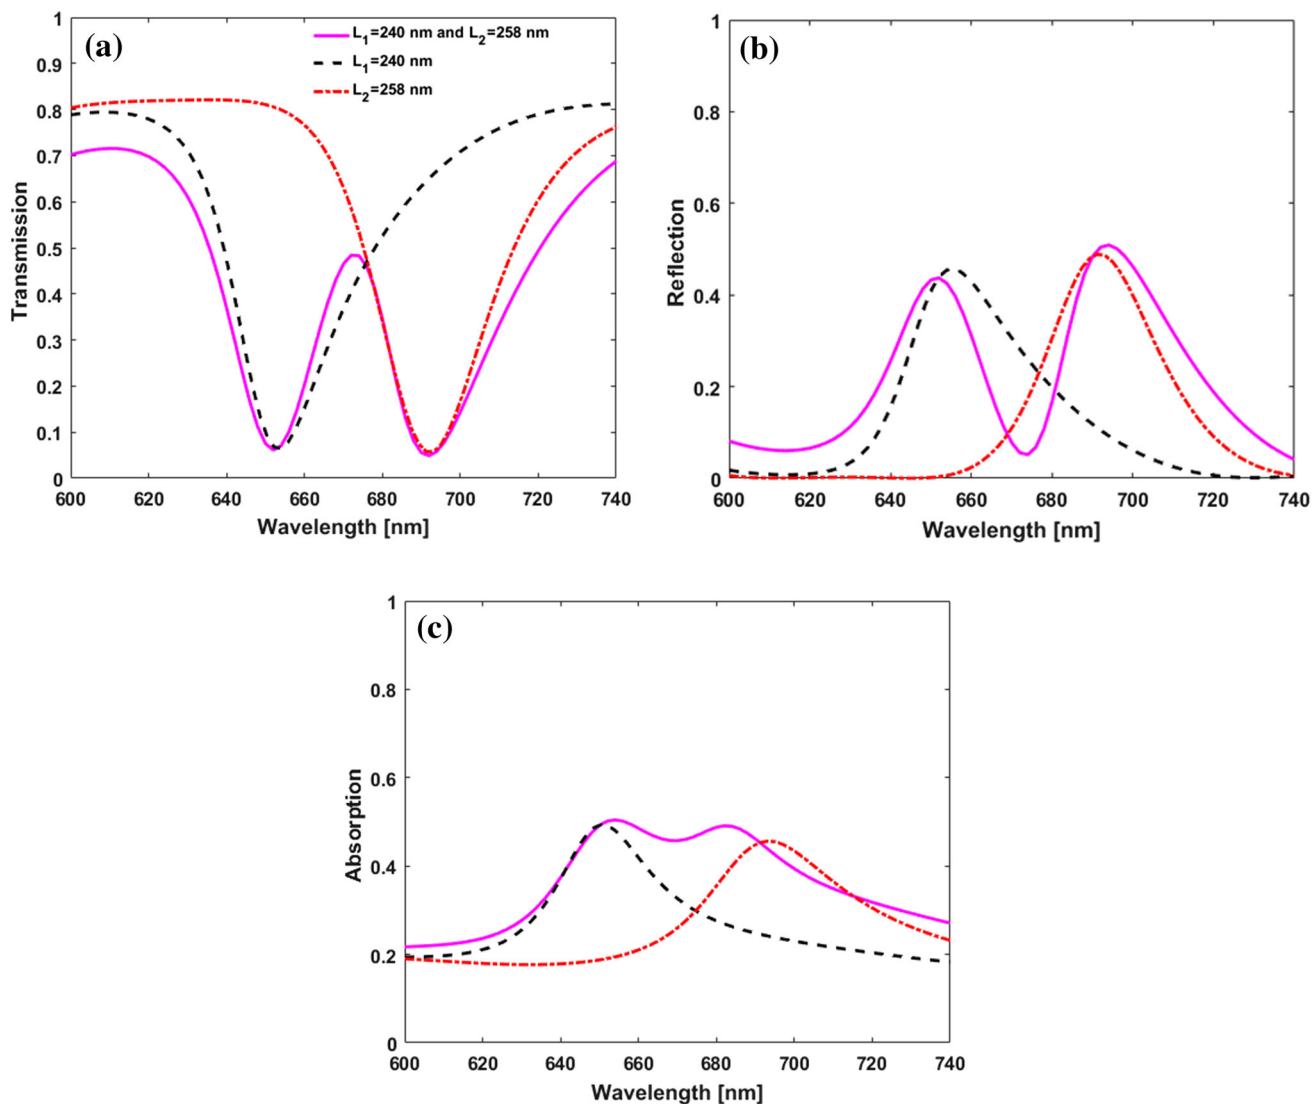 (a)
L1=240 nm and L2=258 nm
L1=240 nm
L2=258 nm
1
0.9
0.8
0.7
0.6
0.5
0.4
0.3
0.2
0.1
0
600 620 640 660 680 700 720 740
Transmission
Wavelength [nm]
(b)
1
0.8
0.6
0.4
0.2
0
600 620 640 660 680 700 720 740
Reflection
Wavelength [nm]
(c)
1
0.8
0.6
0.4
0.2
0
600 620 640 660 680 700 720 740
Absorption
Wavelength [nm]